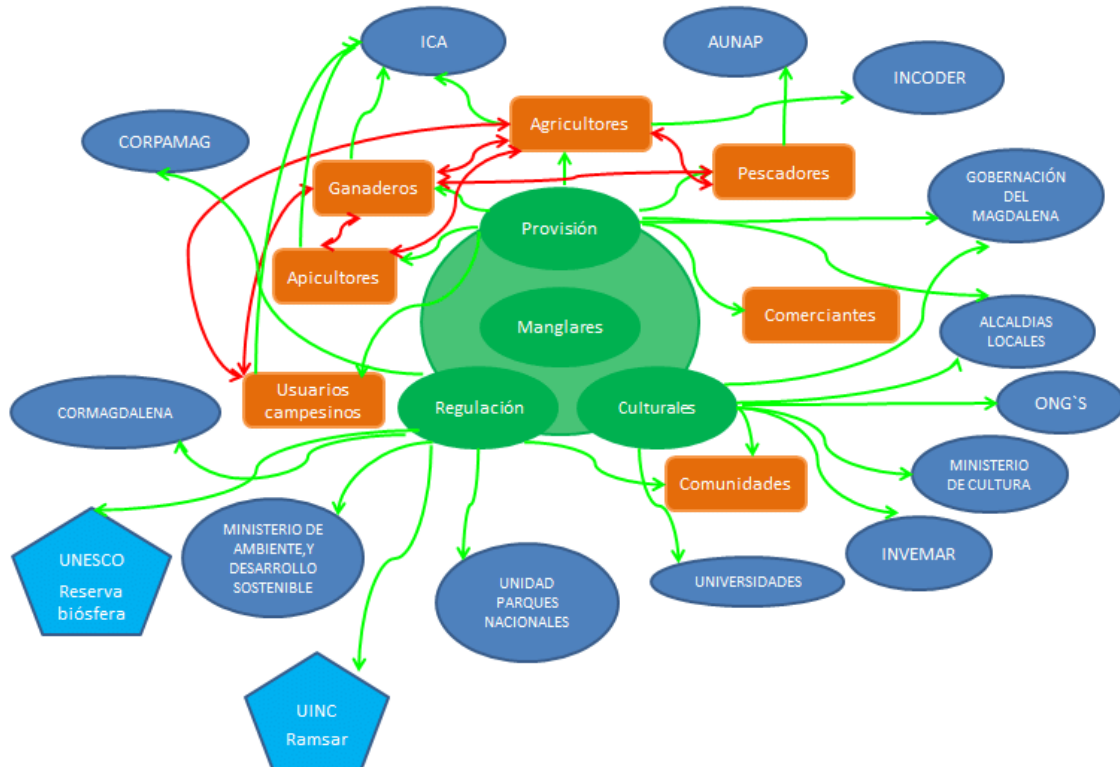 ICA
AUNAP
INCODER
CORPAMAG
Agricultores
Ganaderos
Pescadores
GOBERNACIÓN
DEL
MAGDALENA
Provisión
Apicultores
Manglares
Comerciantes
ALCALDIAS
LOCALES
Usuarios
campesinos
CORMAGDALENA
Regulación
Culturales
ONG`S
Comunidades
MINISTERIO
DE CULTURA
UNESCO
Reserva
biósfera
MINISTERIO DE
AMBIENTE,Y
DESARROLLO
SOSTENIBLE
UNIDAD
PARQUES
NACIONALES
UNIVERSIDADES
INVEMAR
UINC
Ramsar